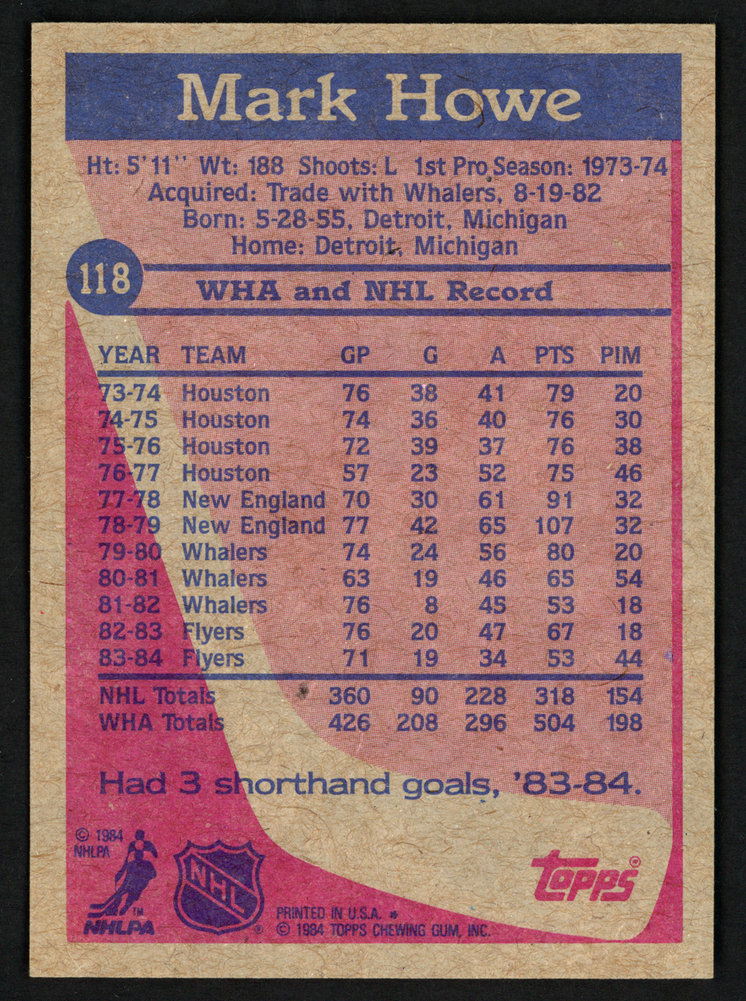 Mark Howe
Ht: 5'11" Wt: 188 Shoots: L 1st Pro Season: 1973-74
Acquired: Trade with Whalers, 8-19-82
Born: 5-28-55, Detroit, Michigan
Home: Detroit, Michigan
118
WHA and NHL Record
YEAR TEAM GP G A PTS PIM
73-74 Houston 76 38 41 79 20
74-75 Houston 74 36 40 76 30
75-76 Houston 72 39 37 76 38
76-77 Houston 57 23 52 75 46
77-78 New England 70 30 61 91 32
78-79 New England 77 42 65 107 32
79-80 Whalers 74 24 56 80 20
80-81 Whalers 63 19 46 65 54
81-82 Whalers 76 8 45 53 18
82-83 Flyers 76 20 47 67 18
83-84 Flyers 71 19 34 53 44
NHL Totals 360 90 228 318 154
WHA Totals 426 208 296 504 198
Had 3 shorthand goals, '83-84.
© 1984
NHLPA
TM
NHLPA
NHL
®
PRINTED IN U.S.A. *
© 1984 TOPPS CHEWING GUM, INC.
topps®